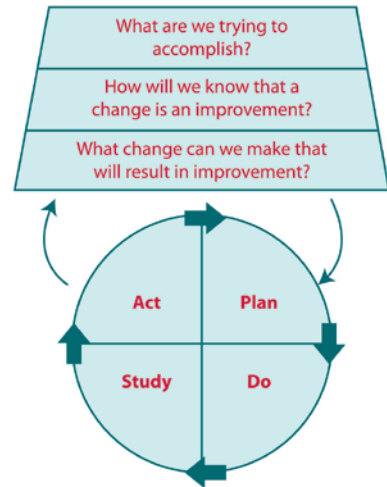 What are we trying to
accomplish?
How will we know that a
change is an improvement?
What change can we make that
will result in improvement?
Act
Plan
Study
Do